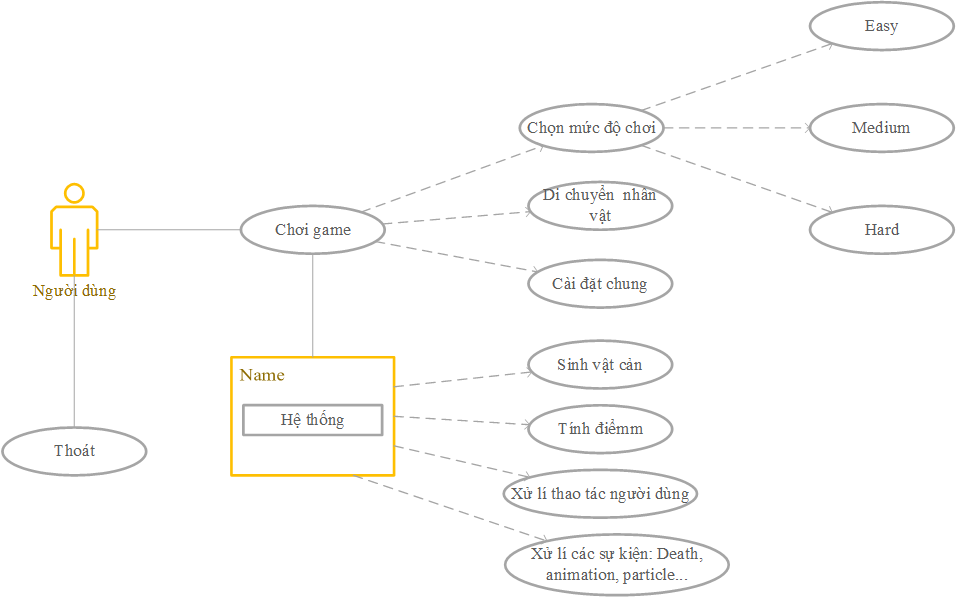 Easy
Chọn mức độ chơi
Medium
Di chuyển nhân
vật
Chơi game
Hard
Người dùng
Cài đặt chung
Name
Sinh vật cản
Hệ thống
Tính điểmm
Thoát
Xử lí thao tác người dùng
Xử lí các sự kiện: Death,
animation, particle...